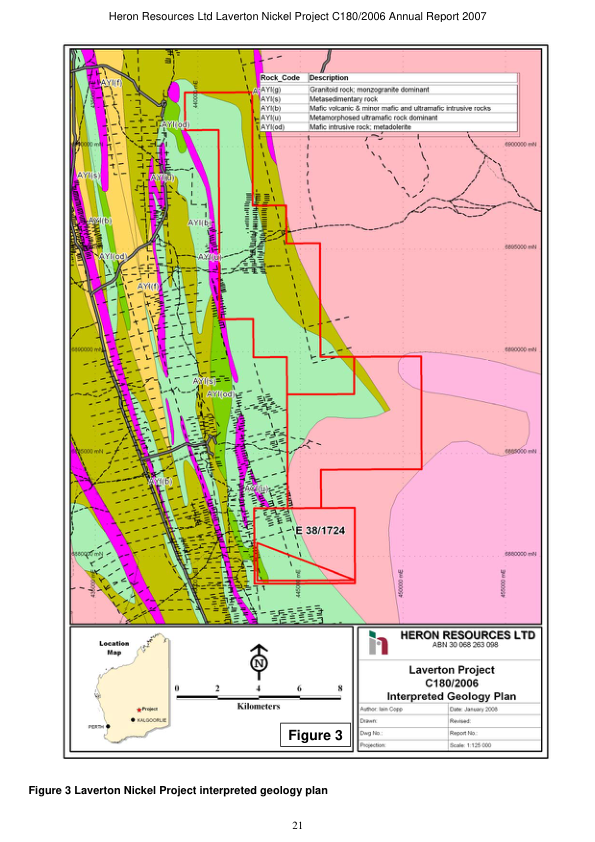 Heron Resources Ltd Laverton Nickel Project C180/2006 Annual Report 2007
Rock_Code Description
AYI(g) Granitoid rock; monzogranite dominant
AYI(s) Metasedimentary rock
AYI(b) Mafic volcanic & minor mafic and ultramafic intrusive rocks
AYI(u) Metamorphosed ultramafic rock dominant
AYI(od) Mafic intrusive rock; metadolerite
AYI(f)
AYI(od)
AYI(s)
AYI(b)
AYI(b)
AYI(od)
AYI(f)
6895000 mN
6890000 mN
6890000 mN
AYI(s)
AYI(od)
6885000 mN
AYI(b)
E 38/1724
6880000 mN
445000 mE
450000 mE
455000 mE
Location
Map
Project
KALGOORLIE
PERTH
N
0 2 4 6 8
Kilometers
Figure 3
HERON RESOURCES LTD
ABN 30 068 263 098
Laverton Project
C180/2006
Interpreted Geology Plan
Author: Iain Copp Date: January 2008
Drawn: Revised:
Dwg No.: Report No.:
Projection: Scale: 1:125 000
Figure 3 Laverton Nickel Project interpreted geology plan
21